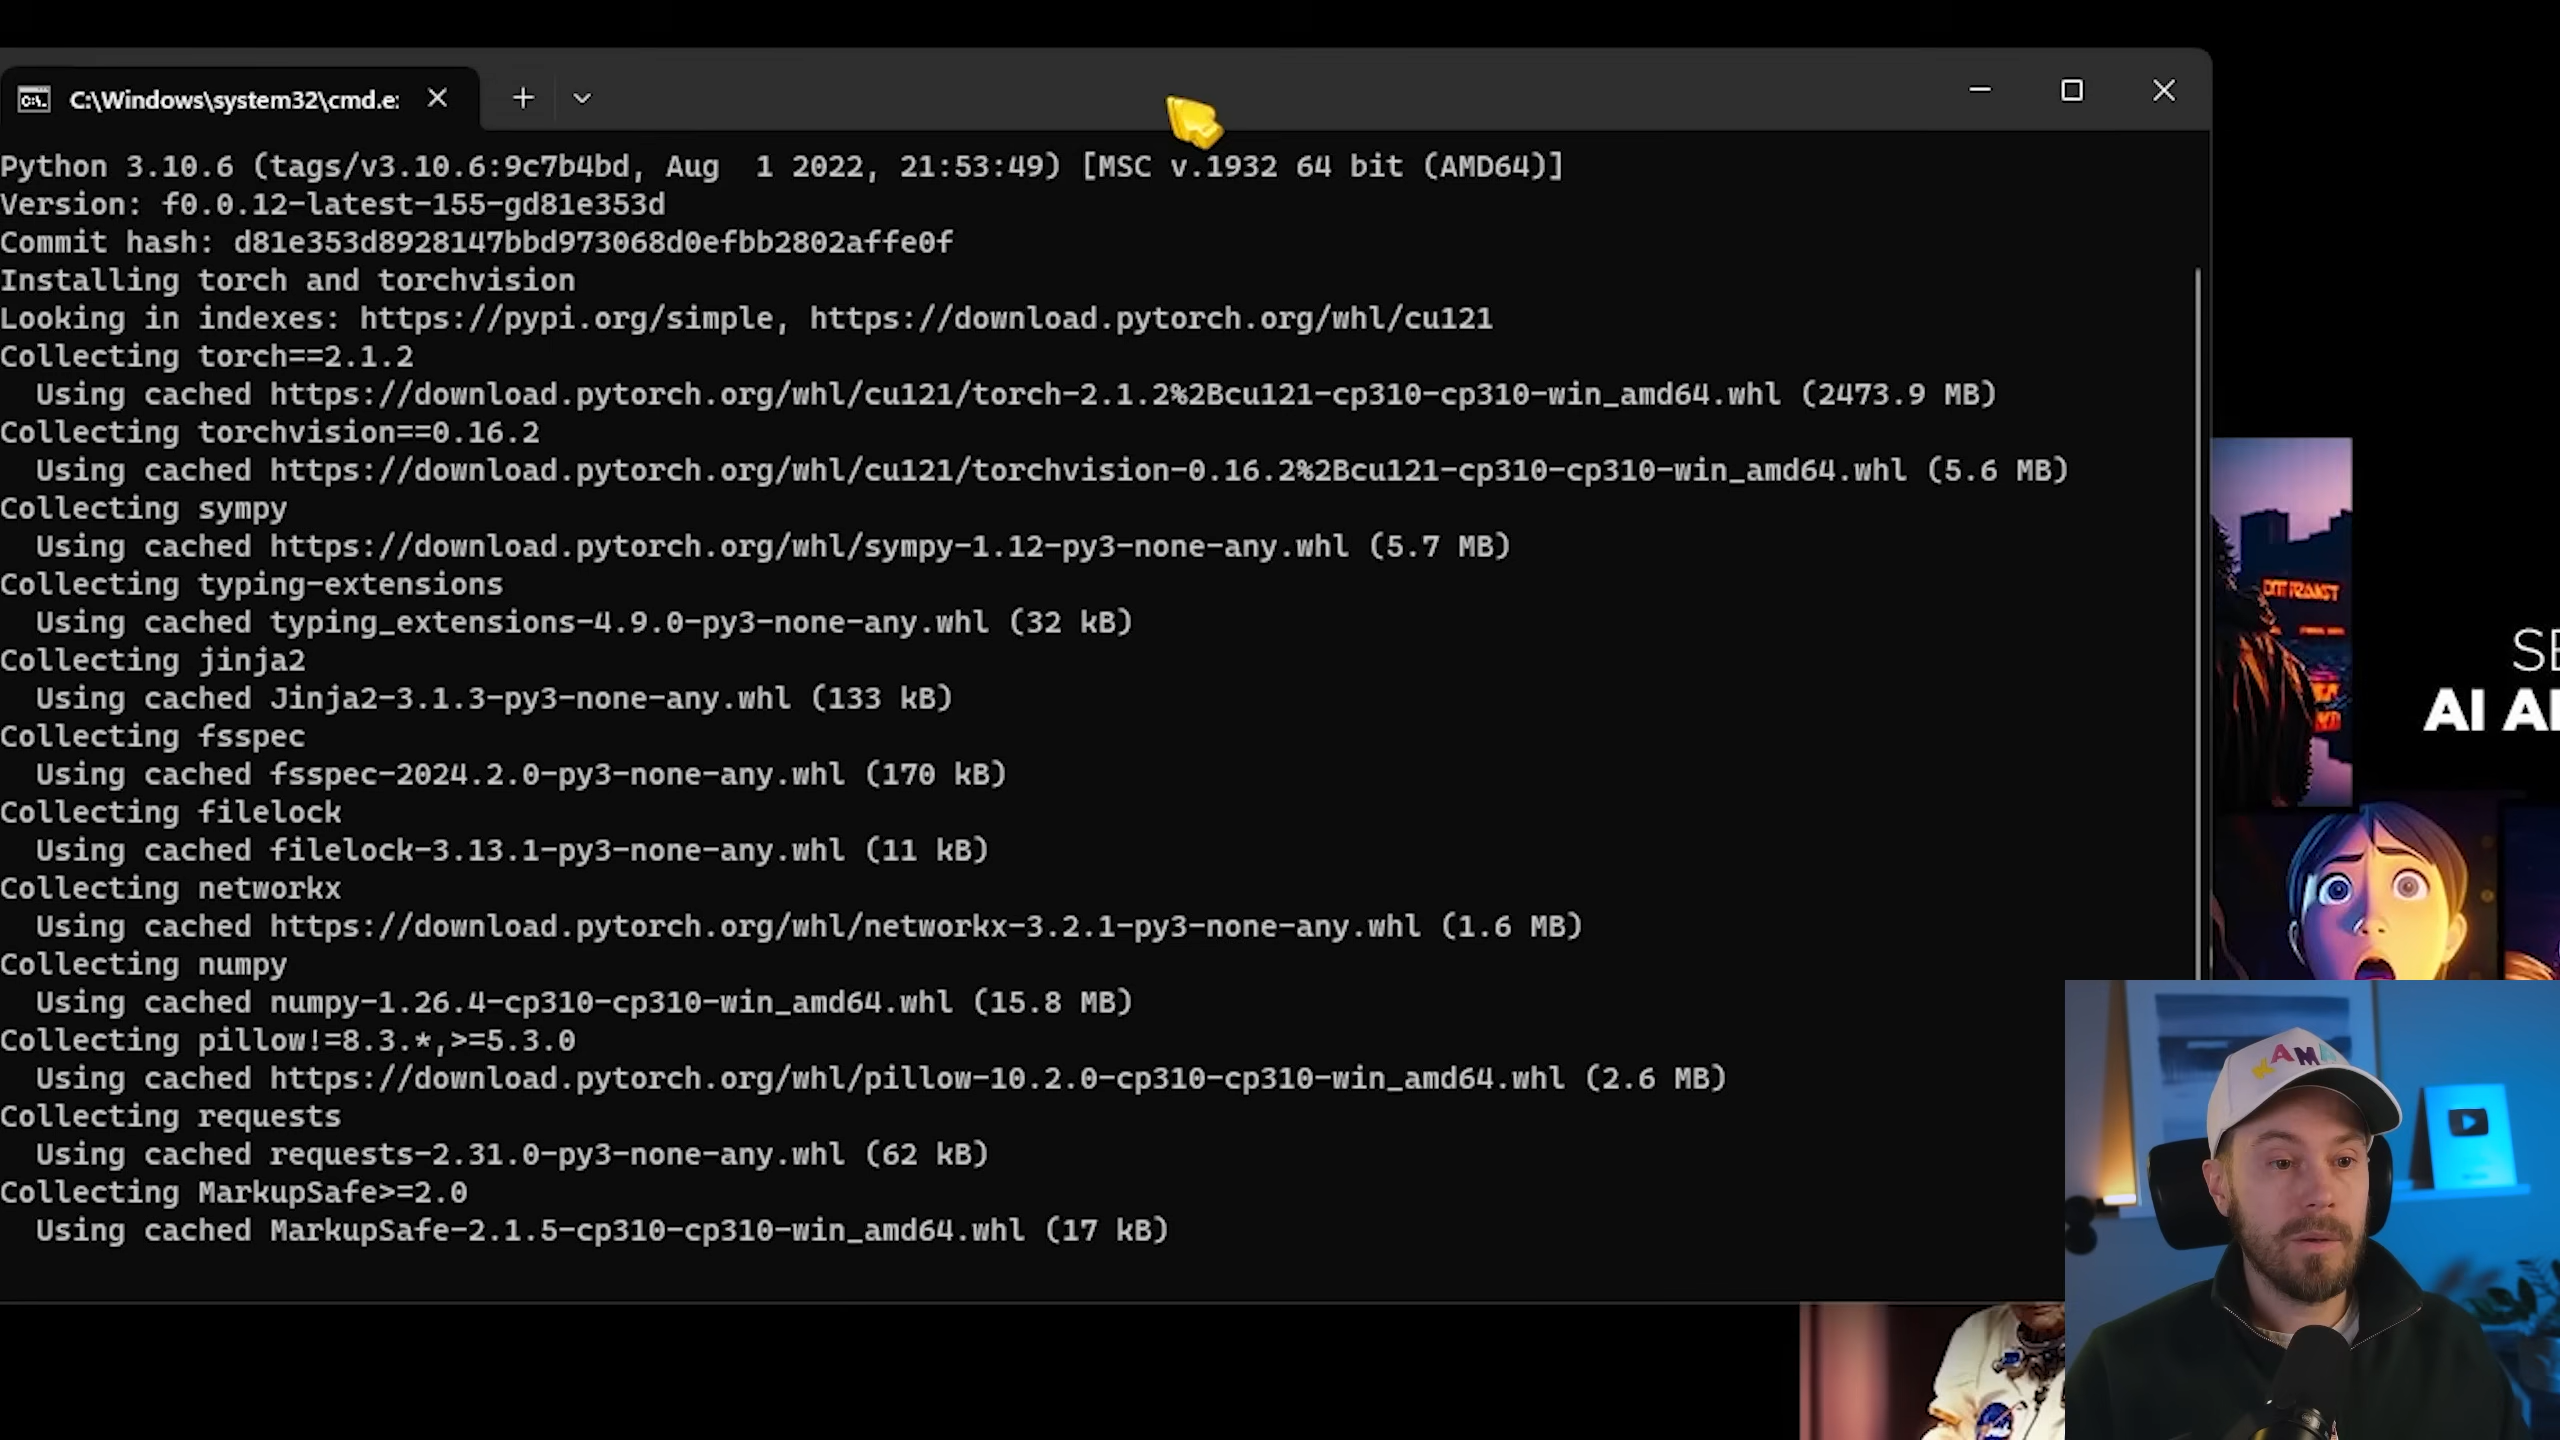 C:\Windows\system32\cmd.e:
Python 3.10.6 (tags/v3.10.6:9c7b4bd, Aug  1 2022, 21:53:49) [MSC v.1932 64 bit (AMD64)]
Version: f0.0.12-latest-155-gd81e353d
Commit hash: d81e353d8928147bbd973068d0efbb2802affe0f
Installing torch and torchvision
Looking in indexes: https://pypi.org/simple, https://download.pytorch.org/whl/cu121
Collecting torch==2.1.2
  Using cached https://download.pytorch.org/whl/cu121/torch-2.1.2%2Bcu121-cp310-cp310-win_amd64.whl (2473.9 MB)
Collecting torchvision==0.16.2
  Using cached https://download.pytorch.org/whl/cu121/torchvision-0.16.2%2Bcu121-cp310-cp310-win_amd64.whl (5.6 MB)
Collecting sympy
  Using cached https://download.pytorch.org/whl/sympy-1.12-py3-none-any.whl (5.7 MB)
Collecting typing-extensions
  Using cached typing_extensions-4.9.0-py3-none-any.whl (32 kB)
Collecting jinja2
  Using cached Jinja2-3.1.3-py3-none-any.whl (133 kB)
Collecting fsspec
  Using cached fsspec-2024.2.0-py3-none-any.whl (170 kB)
Collecting filelock
  Using cached filelock-3.13.1-py3-none-any.whl (11 kB)
Collecting networkx
  Using cached https://download.pytorch.org/whl/networkx-3.2.1-py3-none-any.whl (1.6 MB)
Collecting numpy
  Using cached numpy-1.26.4-cp310-cp310-win_amd64.whl (15.8 MB)
Collecting pillow!=8.3.*,>=5.3.0
  Using cached https://download.pytorch.org/whl/pillow-10.2.0-cp310-cp310-win_amd64.whl (2.6 MB)
Collecting requests
  Using cached requests-2.31.0-py3-none-any.whl (62 kB)
Collecting MarkupSafe>=2.0
  Using cached MarkupSafe-2.1.5-cp310-cp310-win_amd64.whl (17 kB)
SE
AI
KAMA